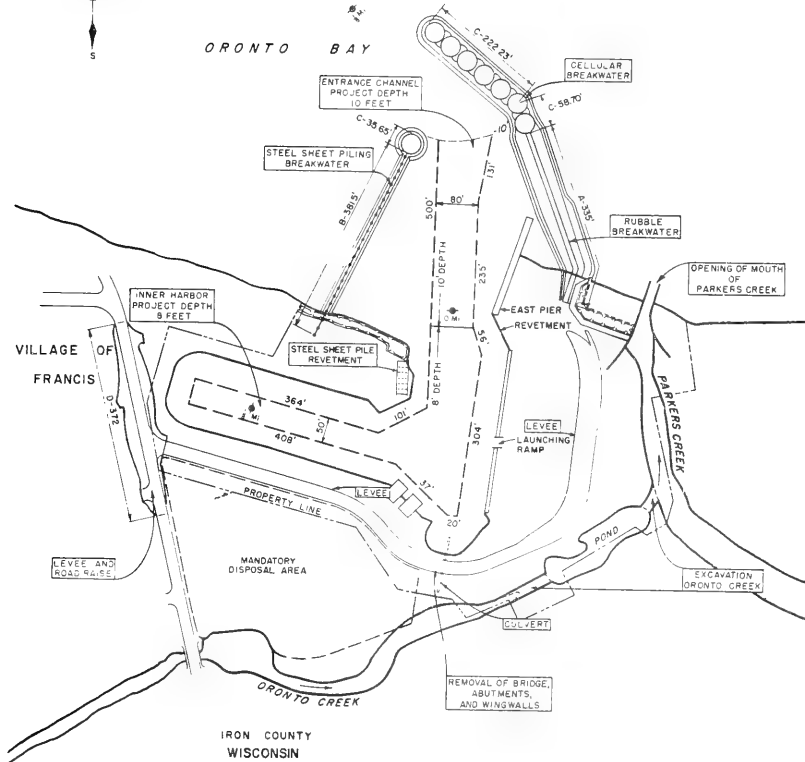 S
Mi
ORONTO BAY
C-222.23'
CELLULAR
BREAKWATER
ENTRANCE CHANNEL
PROJECT DEPTH
10 FEET
C-58.70'
C-35.65'
10'
STEEL SHEET PILING
BREAKWATER
131'
B-381.5'
500'
80'
A-335'
RUBBLE
BREAKWATER
10' DEPTH
235'
OPENING OF MOUTH
OF
PARKERS CREEK
INNER HARBOR
PROJECT DEPTH
8 FEET
0 Mi.
EAST PIER
REVETMENT
56'
VILLAGE OF
FRANCIS
STEEL SHEET PILE
REVETMENT
8' DEPTH
D-372'
364'
101'
PARKERS CREEK
Mi
50'
408'
304'
LEVEE
LAUNCHING
RAMP
37'
LEVEE
PROPERTY LINE
20'
POND
LEVEE AND
ROAD RAISE
MANDATORY
DISPOSAL AREA
EXCAVATION
ORONTO CREEK
CULVERT
REMOVAL OF BRIDGE,
ABUTMENTS,
AND WINGWALLS
ORONTO CREEK
IRON COUNTY
WISCONSIN